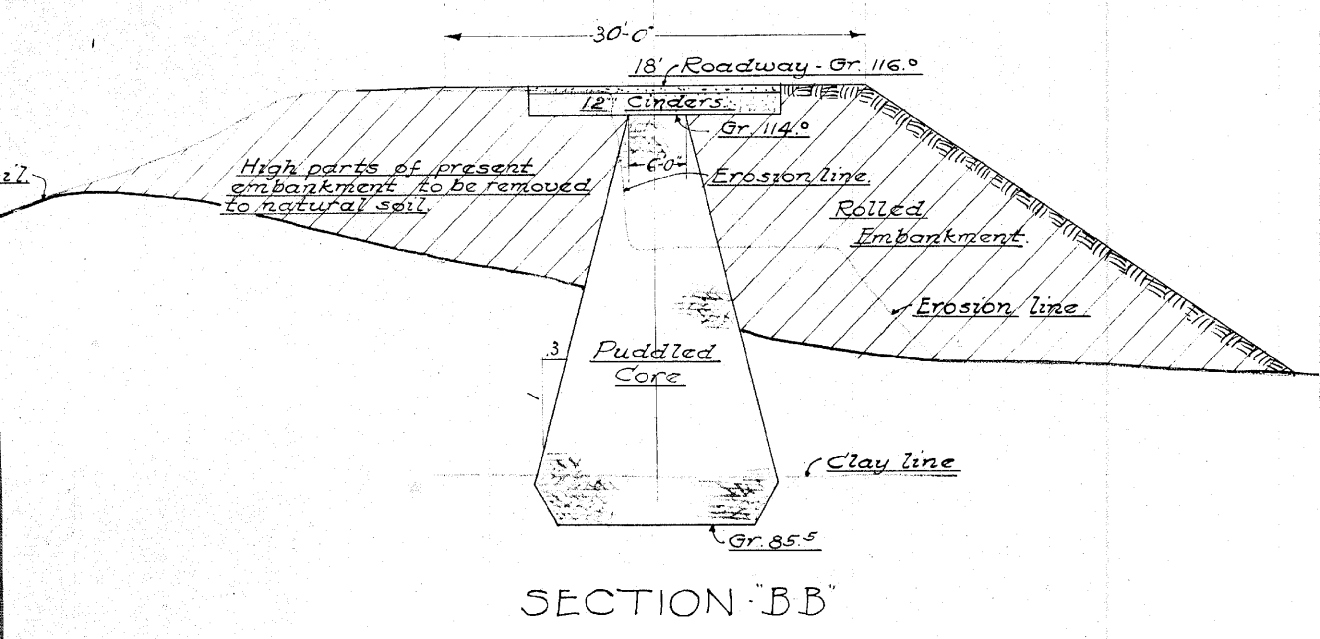 30'-0"
18' Roadway - Gr. 116.⁰
12" Cinders.
Gr. 114.⁰
6'-0"
High parts of present
embankment to be removed
to natural soil.
Erosion line.
Rolled
Embankment.
Erosion line
.3
Puddled
Core
1
Clay line
Gr. 85.⁵
SECTION "BB"